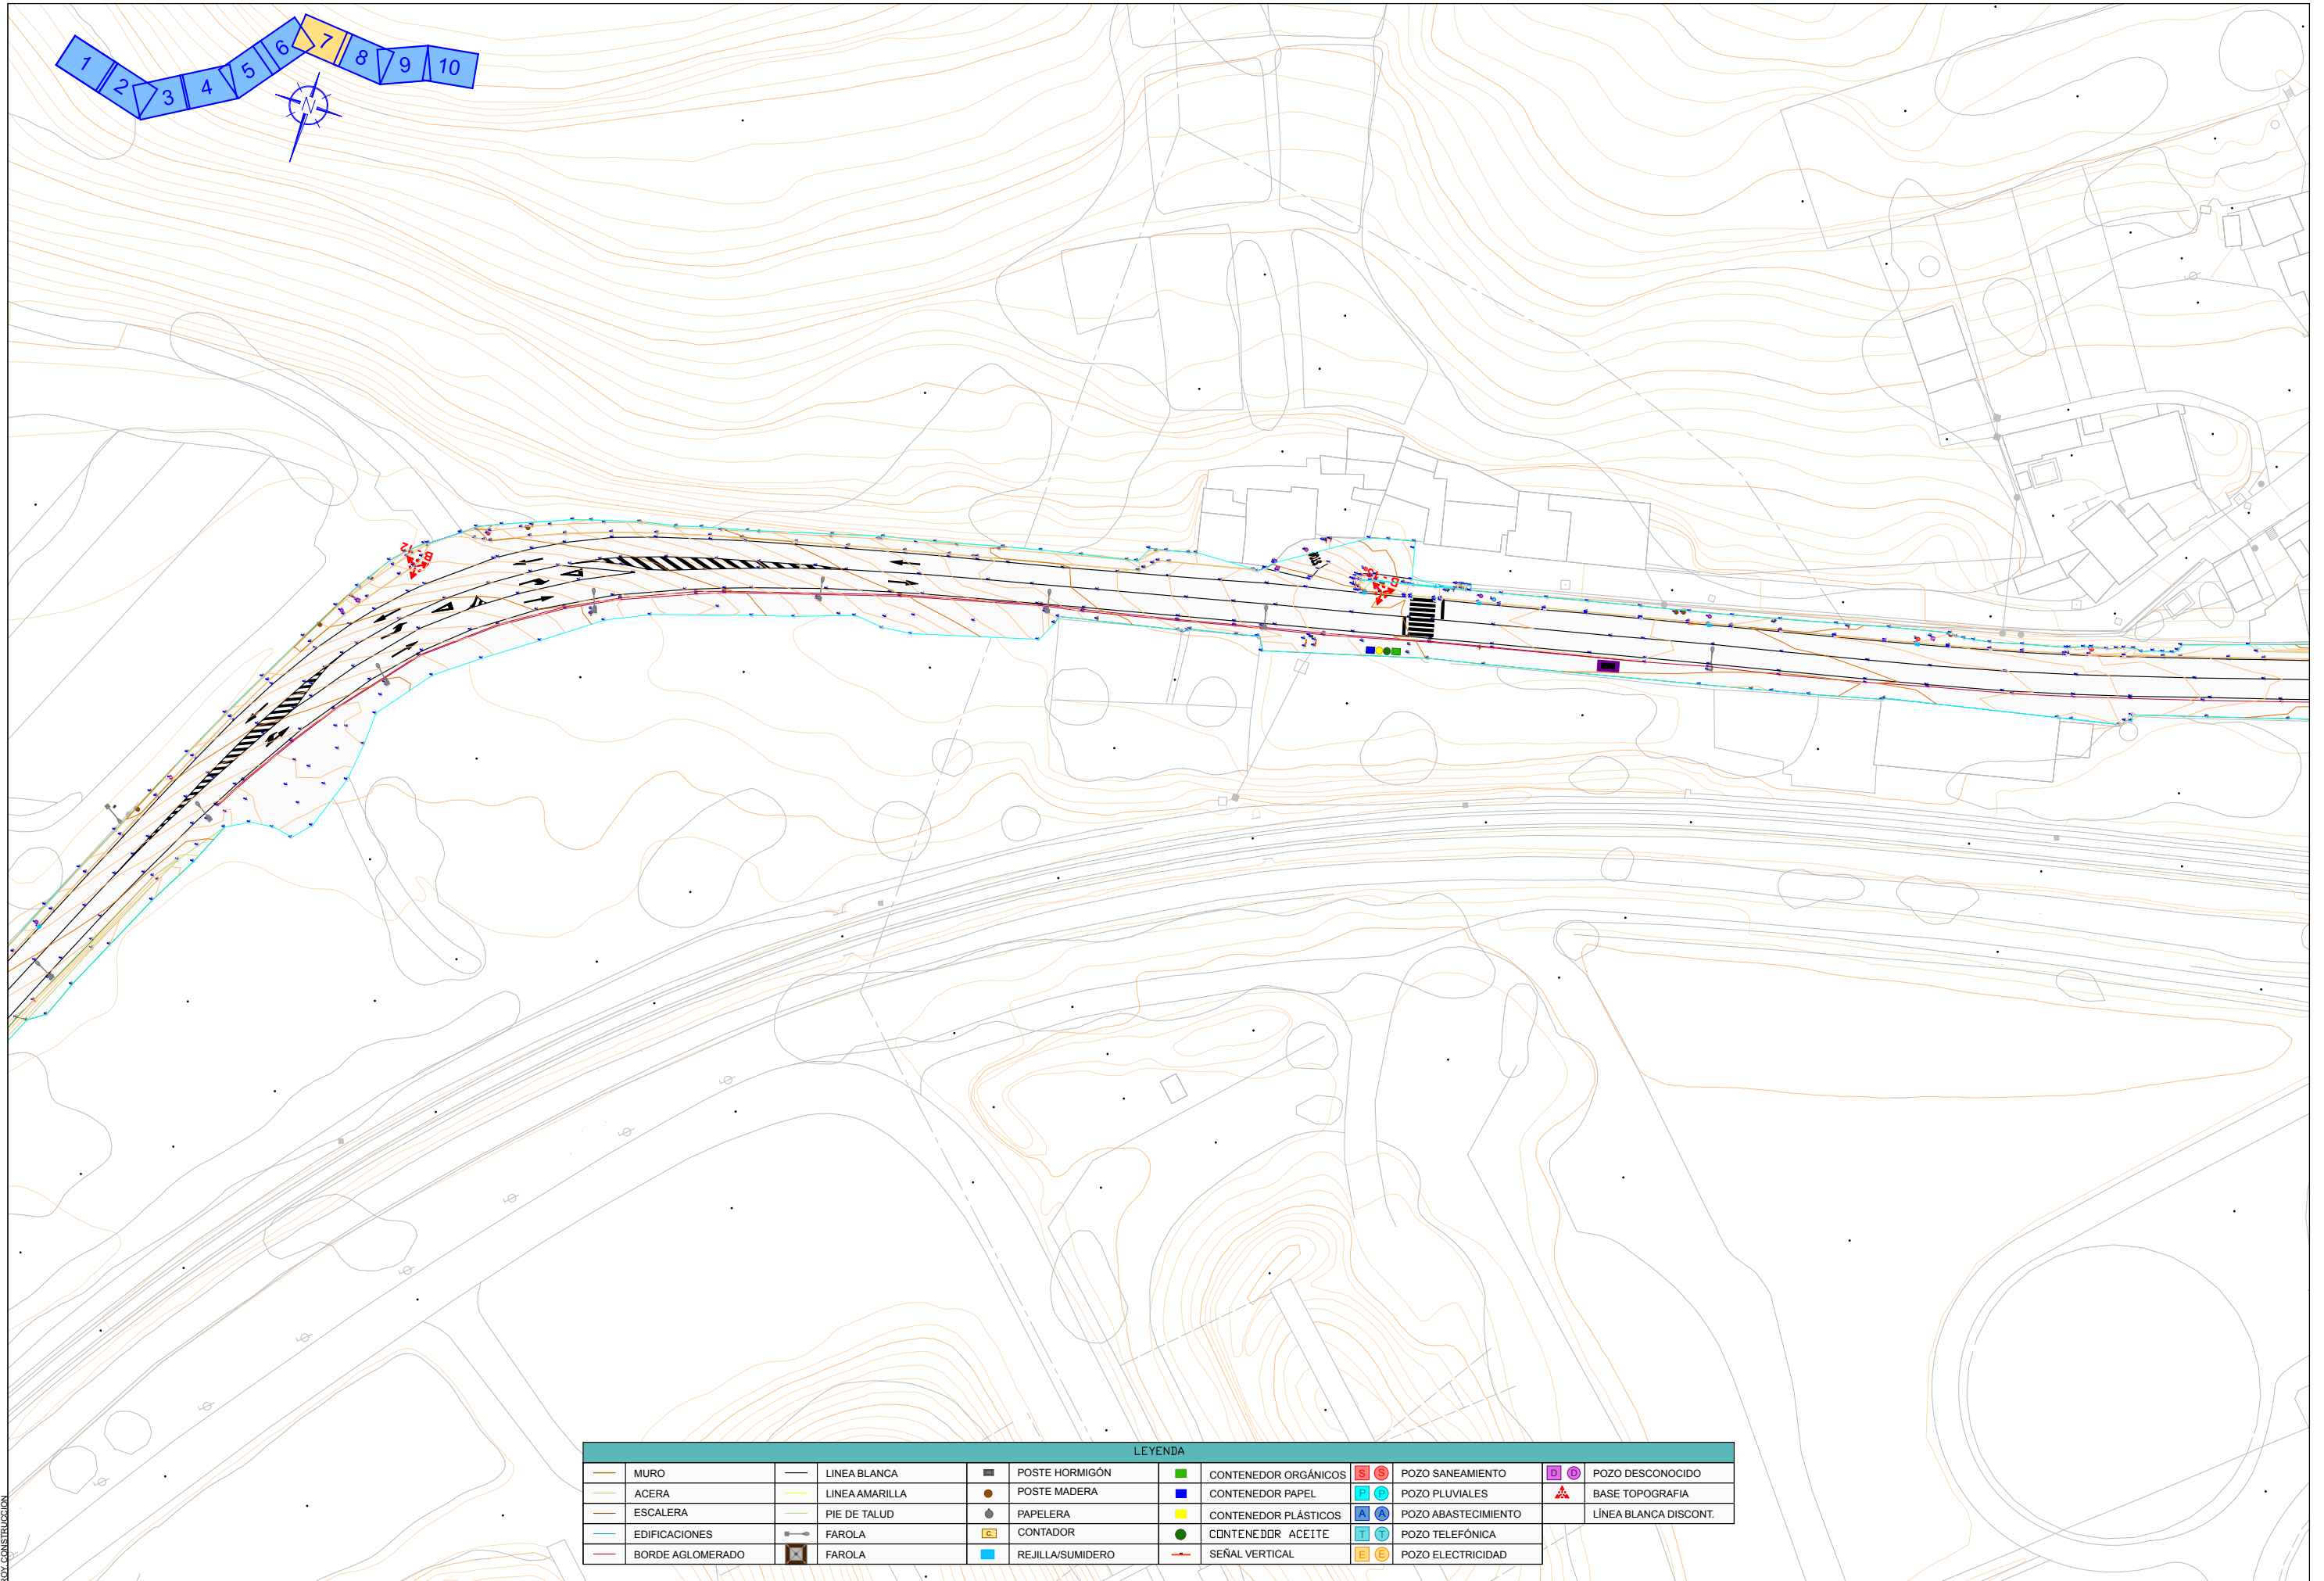 1
2
3
4
5
6
7
8
9
10
N
LEYENDA
MURO
LINEA BLANCA
POSTE HORMIGÓN
CONTENEDOR ORGÁNICOS
S S POZO SANEAMIENTO
D D POZO DESCONOCIDO
ACERA
LINEA AMARILLA
POSTE MADERA
CONTENEDOR PAPEL
P P POZO PLUVIALES
BASE TOPOGRAFIA
ESCALERA
PIE DE TALUD
PAPELERA
CONTENEDOR PLÁSTICOS
A A POZO ABASTECIMIENTO
LÍNEA BLANCA DISCONT.
EDIFICACIONES
FAROLA
C. CONTADOR
CONTENEDOR ACEITE
T T POZO TELEFÓNICA
BORDE AGLOMERADO
FAROLA
REJILLA/SUMIDERO
SEÑAL VERTICAL
E E POZO ELECTRICIDAD
CONSTRUCCION